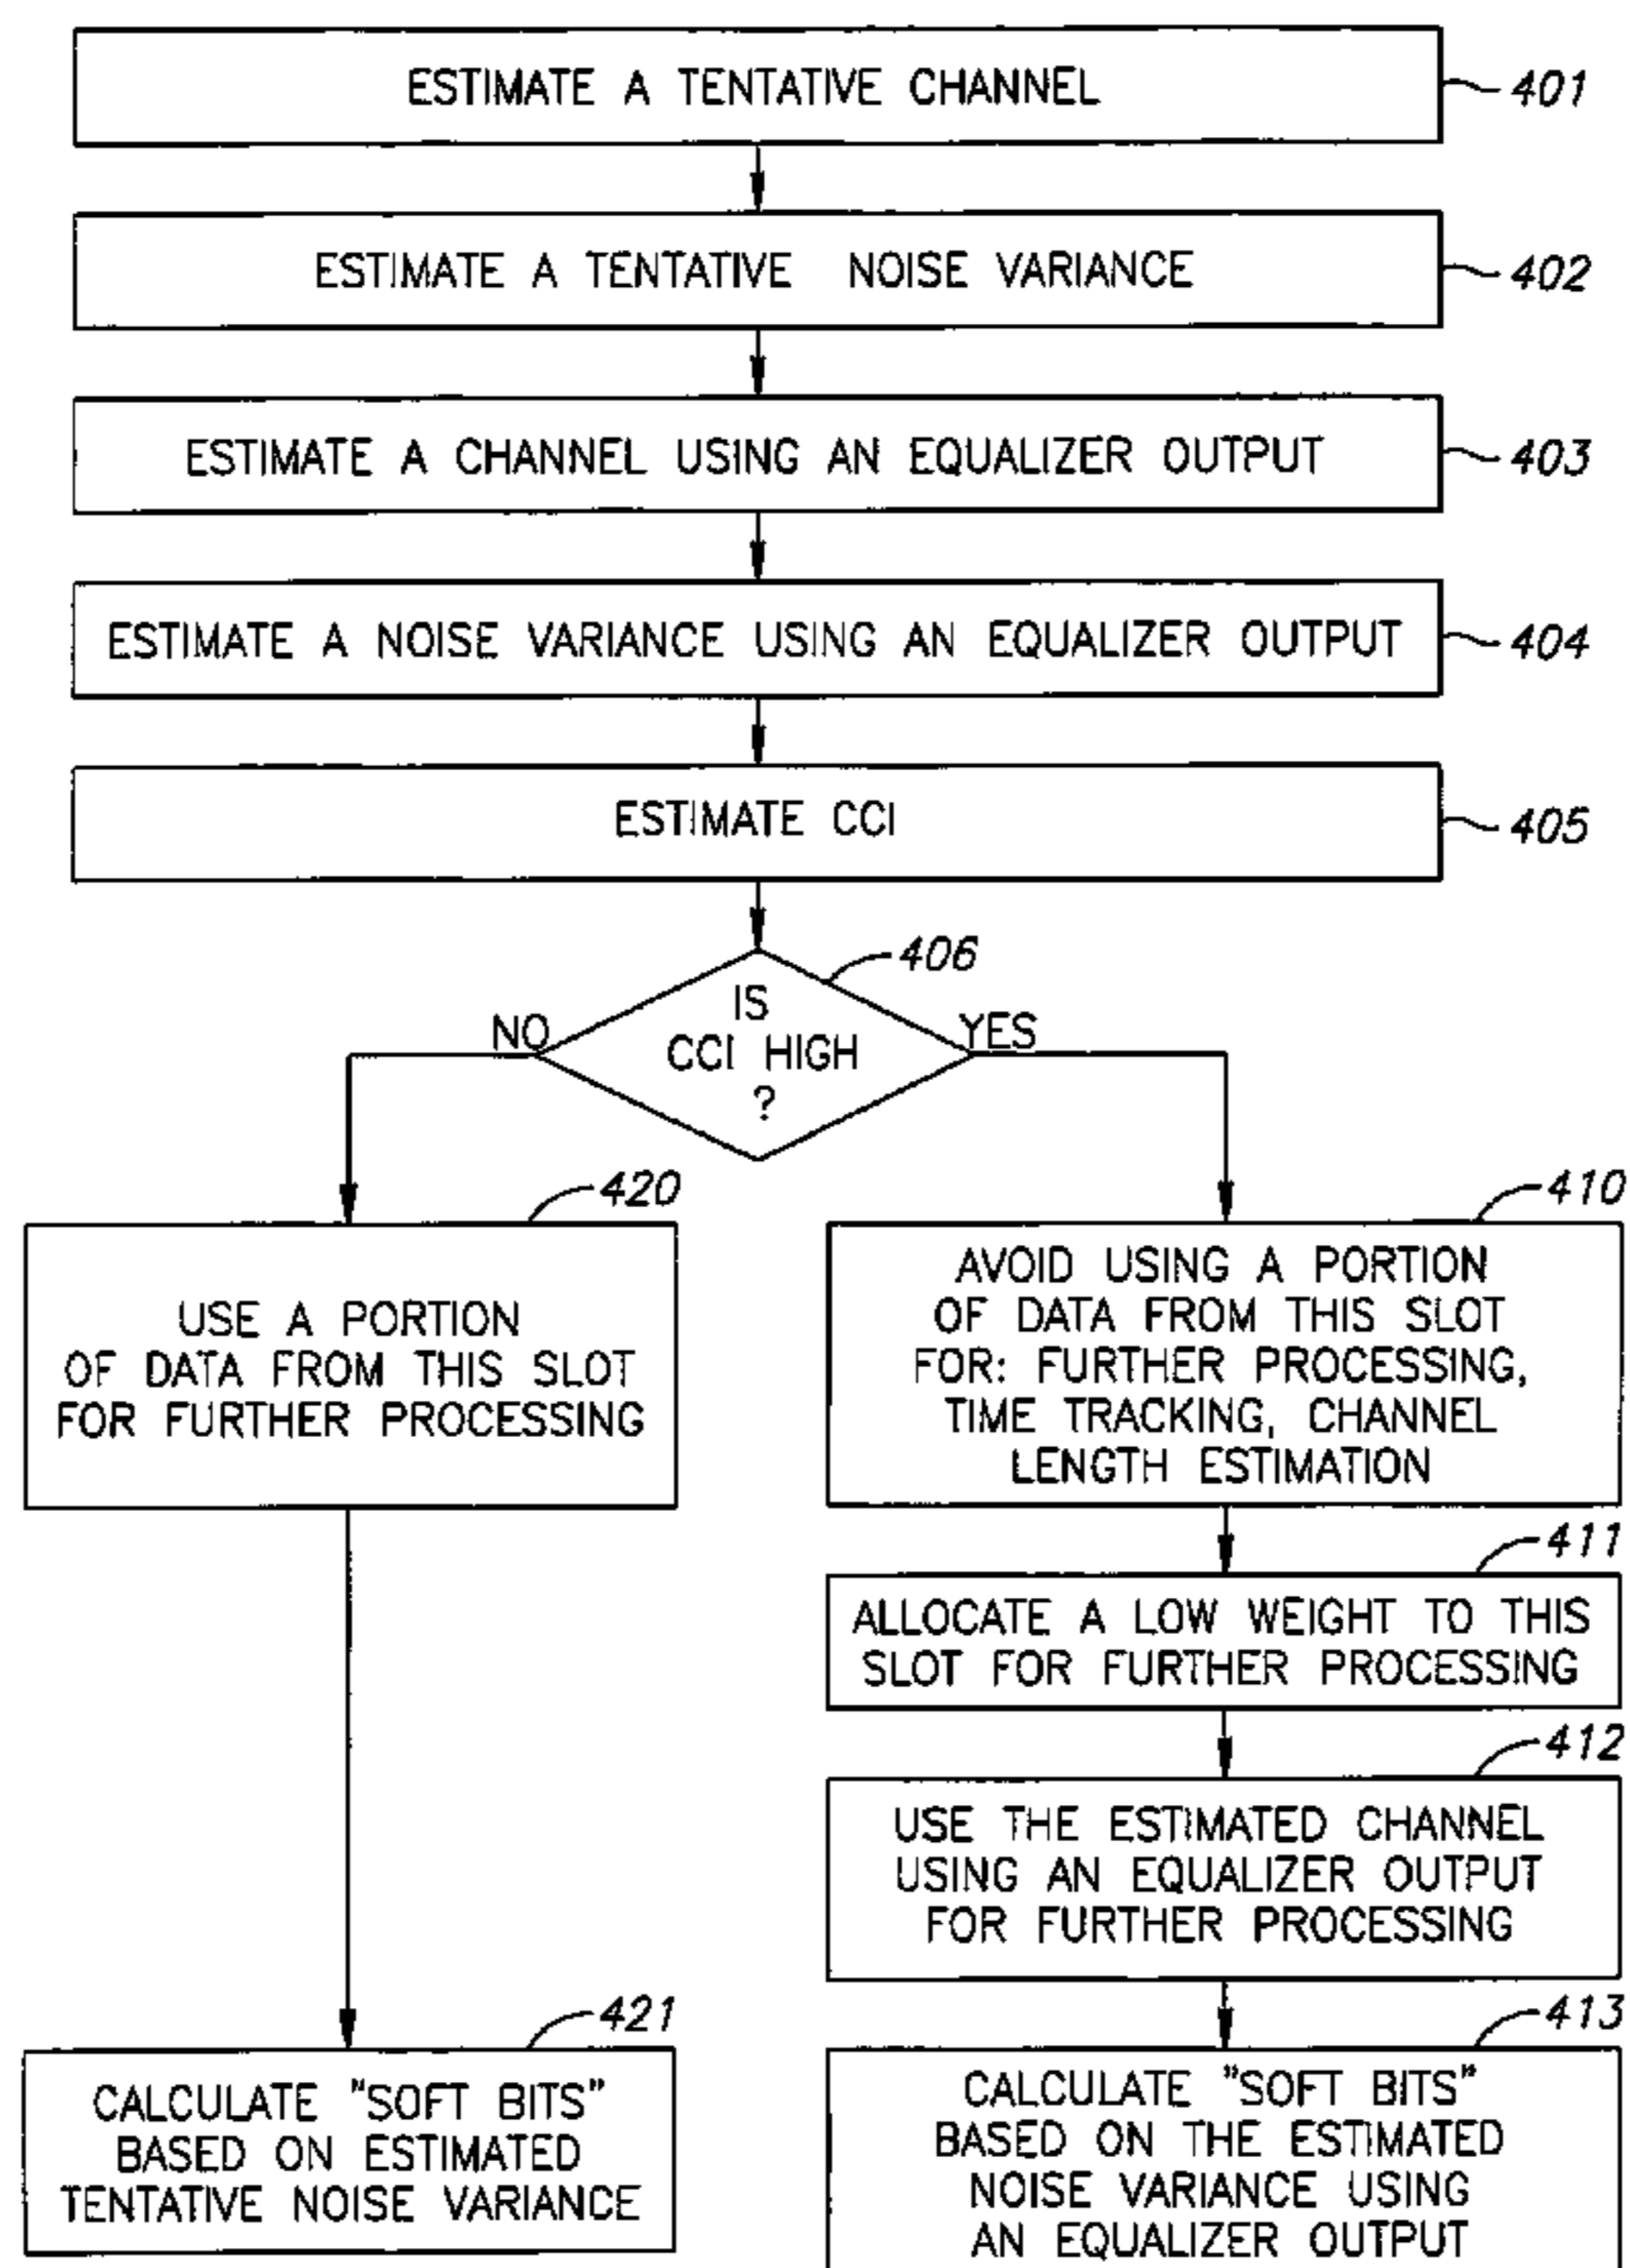 ESTIMATE A TENTATIVE CHANNEL
401
ESTIMATE A TENTATIVE NOISE VARIANCE
402
ESTIMATE A CHANNEL USING AN EQUALIZER OUTPUT
403
ESTIMATE A NOISE VARIANCE USING AN EQUALIZER OUTPUT
404
ESTIMATE CCI
405
406
IS
CCI HIGH
?
NO
YES
420
USE A PORTION
OF DATA FROM THIS SLOT
FOR FURTHER PROCESSING
410
AVOID USING A PORTION
OF DATA FROM THIS SLOT
FOR: FURTHER PROCESSING,
TIME TRACKING, CHANNEL
LENGTH ESTIMATION
411
ALLOCATE A LOW WEIGHT TO THIS
SLOT FOR FURTHER PROCESSING
412
USE THE ESTIMATED CHANNEL
USING AN EQUALIZER OUTPUT
FOR FURTHER PROCESSING
421
CALCULATE "SOFT BITS"
BASED ON ESTIMATED
TENTATIVE NOISE VARIANCE
413
CALCULATE "SOFT BITS"
BASED ON THE ESTIMATED
NOISE VARIANCE USING
AN EQUALIZER OUTPUT